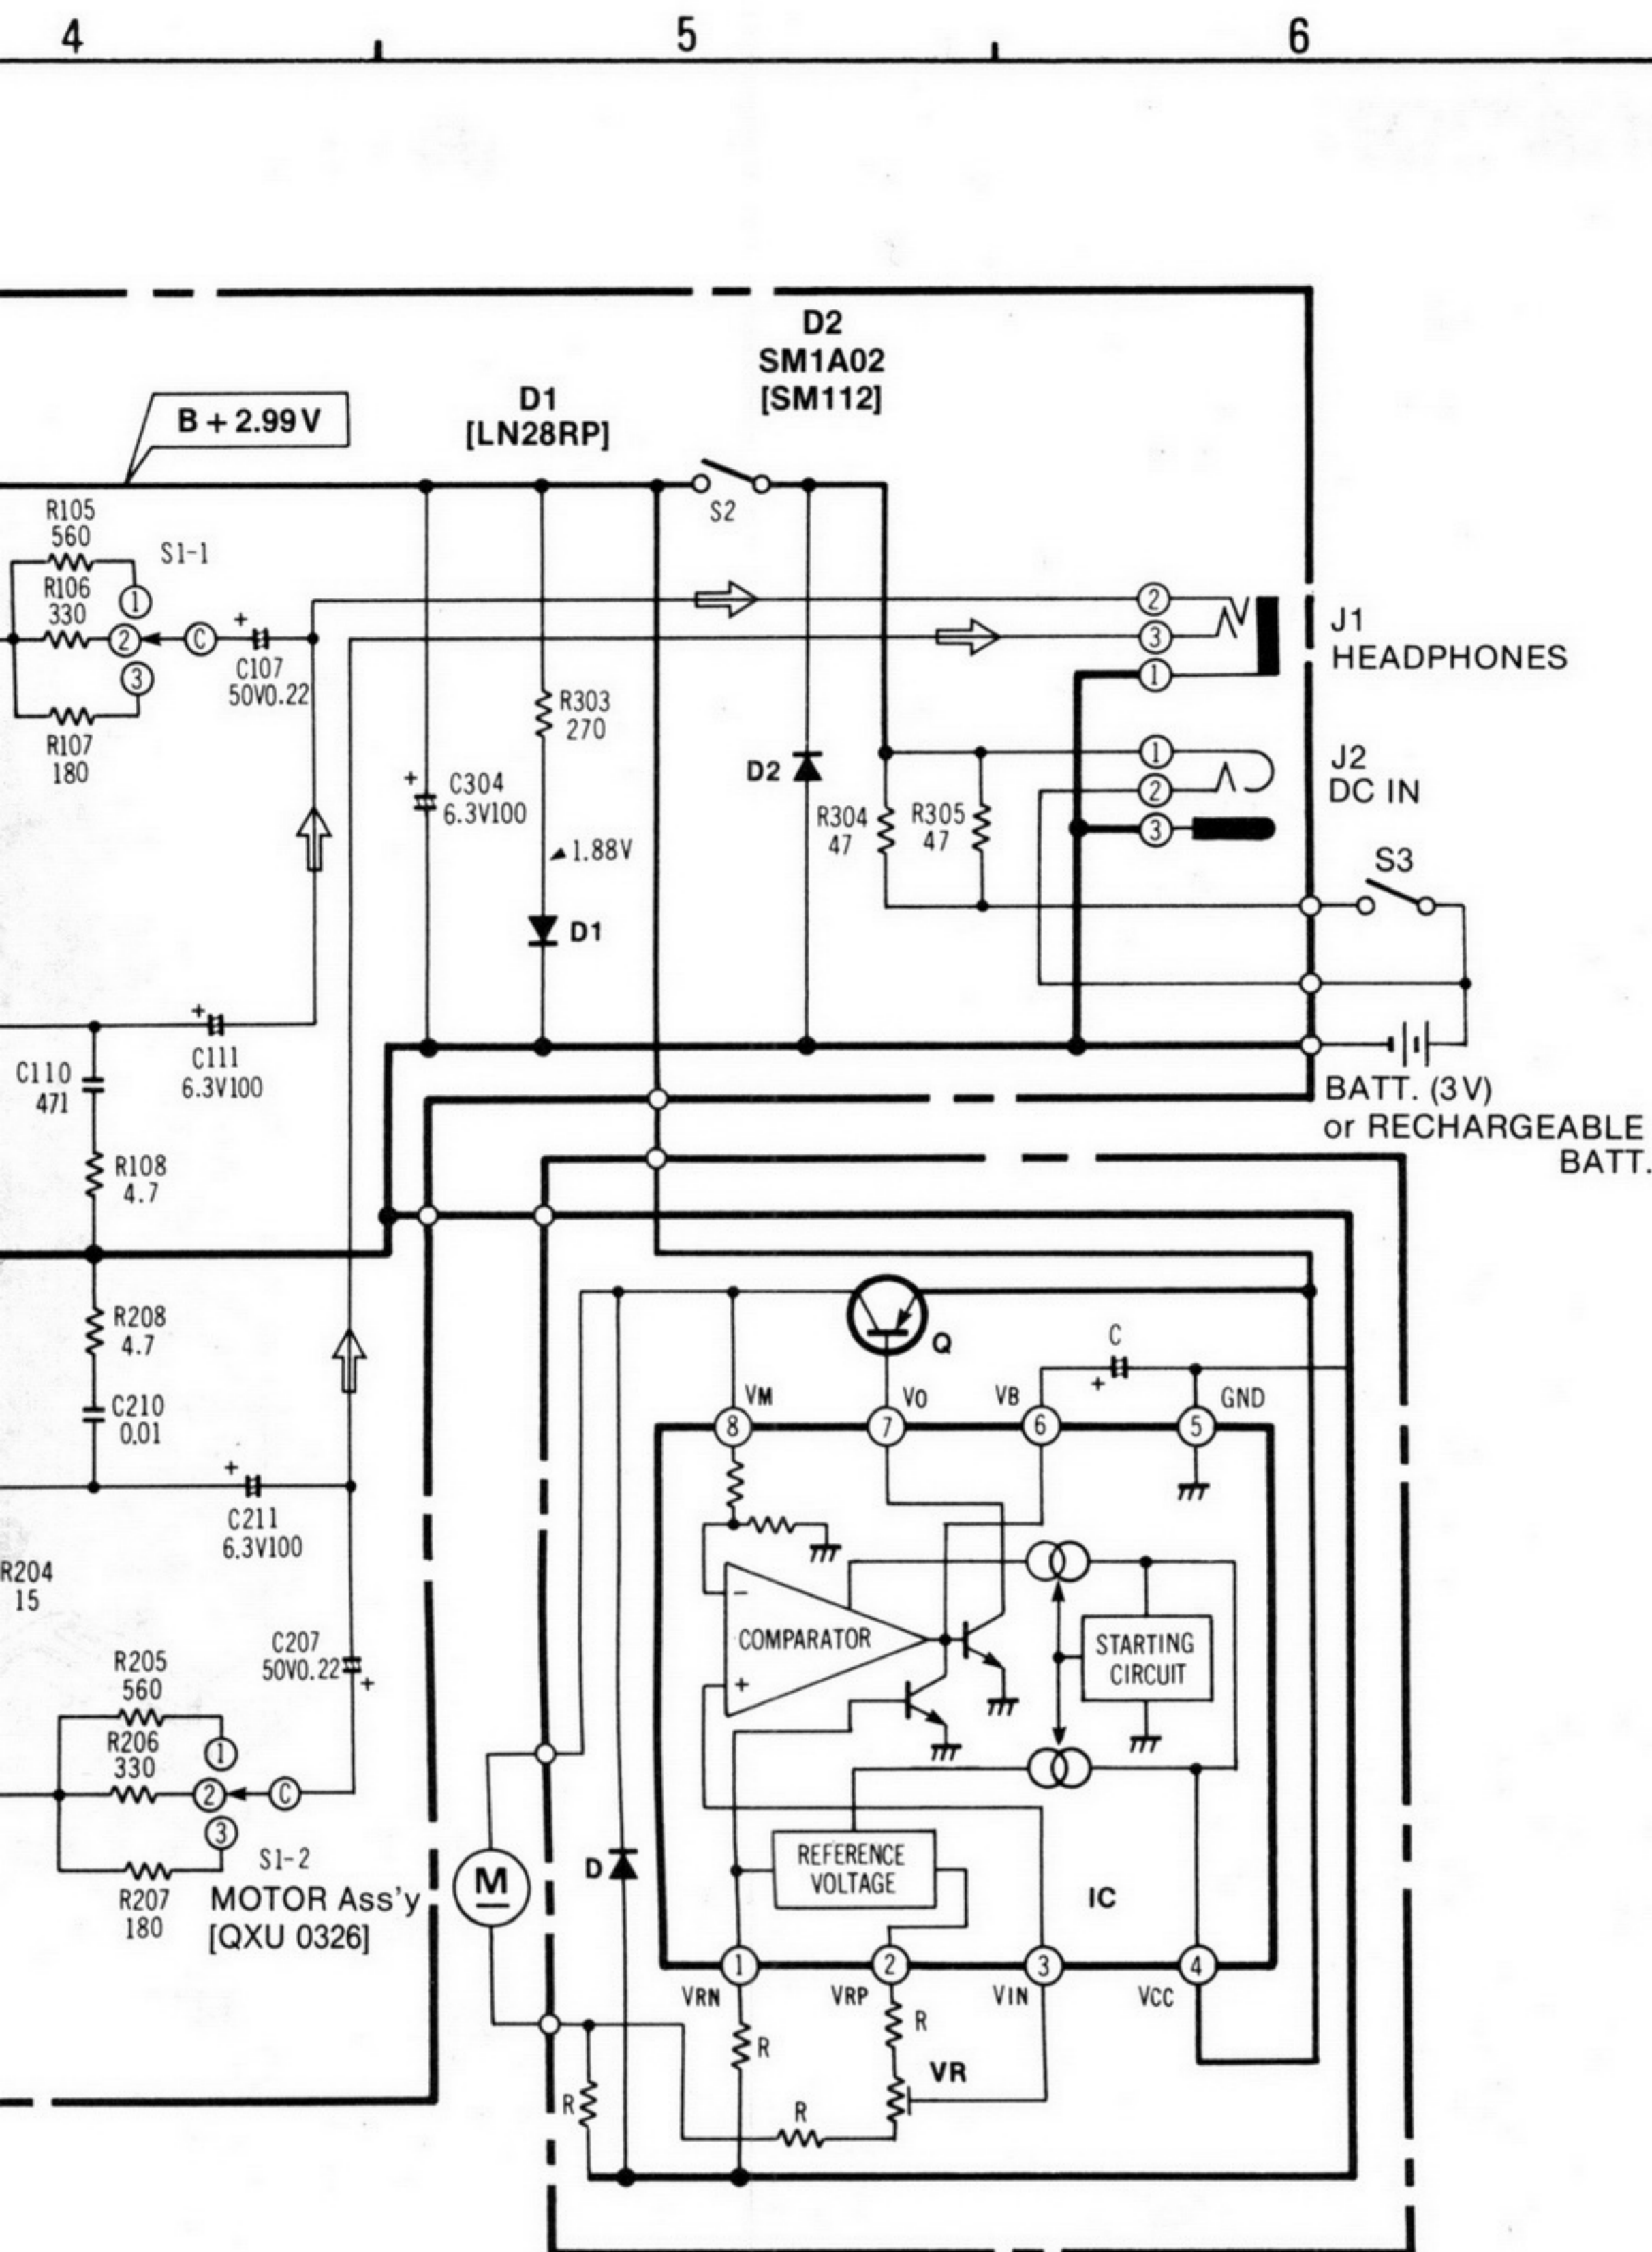 4
5
6
D2
SM1A02
[SM112]
D1
[LN28RP]
B + 2.99 V
S2
R105
560
S1-1
R106
330
1
2
C
+
C107
50V0.22
3
R107
180
2
3
1
J1
HEADPHONES
R303
270
+
C304
6.3V100
D2
1
2
3
J2
DC IN
R304
47
R305
47
1.88V
D1
S3
+
C111
6.3V100
C110
471
BATT. (3 V)
or RECHARGEABLE
BATT.
R108
4.7
R208
4.7
C210
0.01
+
C211
6.3V100
Q
C
+
VM
VO
VB
GND
8
7
6
5
R204
15
−
COMPARATOR
+
STARTING
CIRCUIT
C207
50V0.22
+
R205
560
R206
330
1
2
C
3
S1-2
R207
180
MOTOR Ass'y
[QXU 0326]
M
D
REFERENCE
VOLTAGE
IC
1
2
3
4
VRN
VRP
VIN
VCC
R
R
VR
R
R